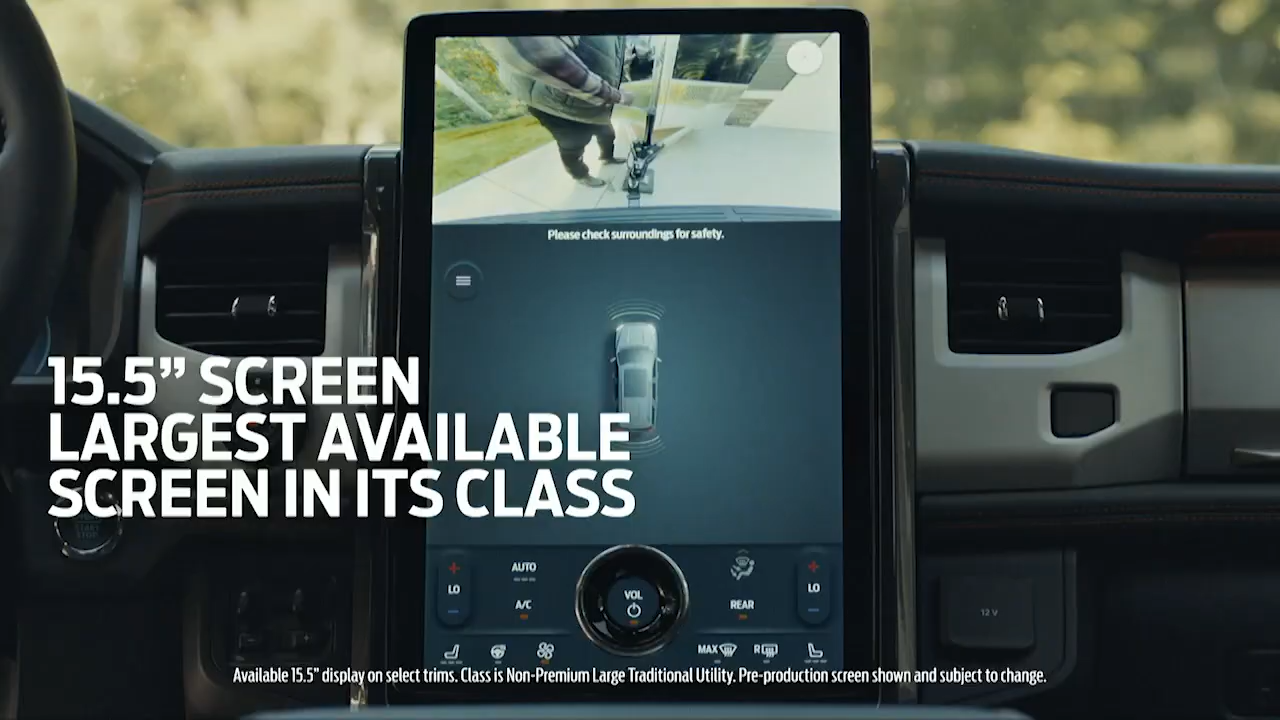 Please check surroundings for safety.
15.5” SCREEN
LARGEST AVAILABLE
SCREEN IN ITS CLASS
START
STOP
AUTO
LO
A/C
VOL
REAR
LO
12 V
MAX
R
Available 15.5” display on select trims. Class is Non-Premium Large Traditional Utility. Pre-production screen shown and subject to change.